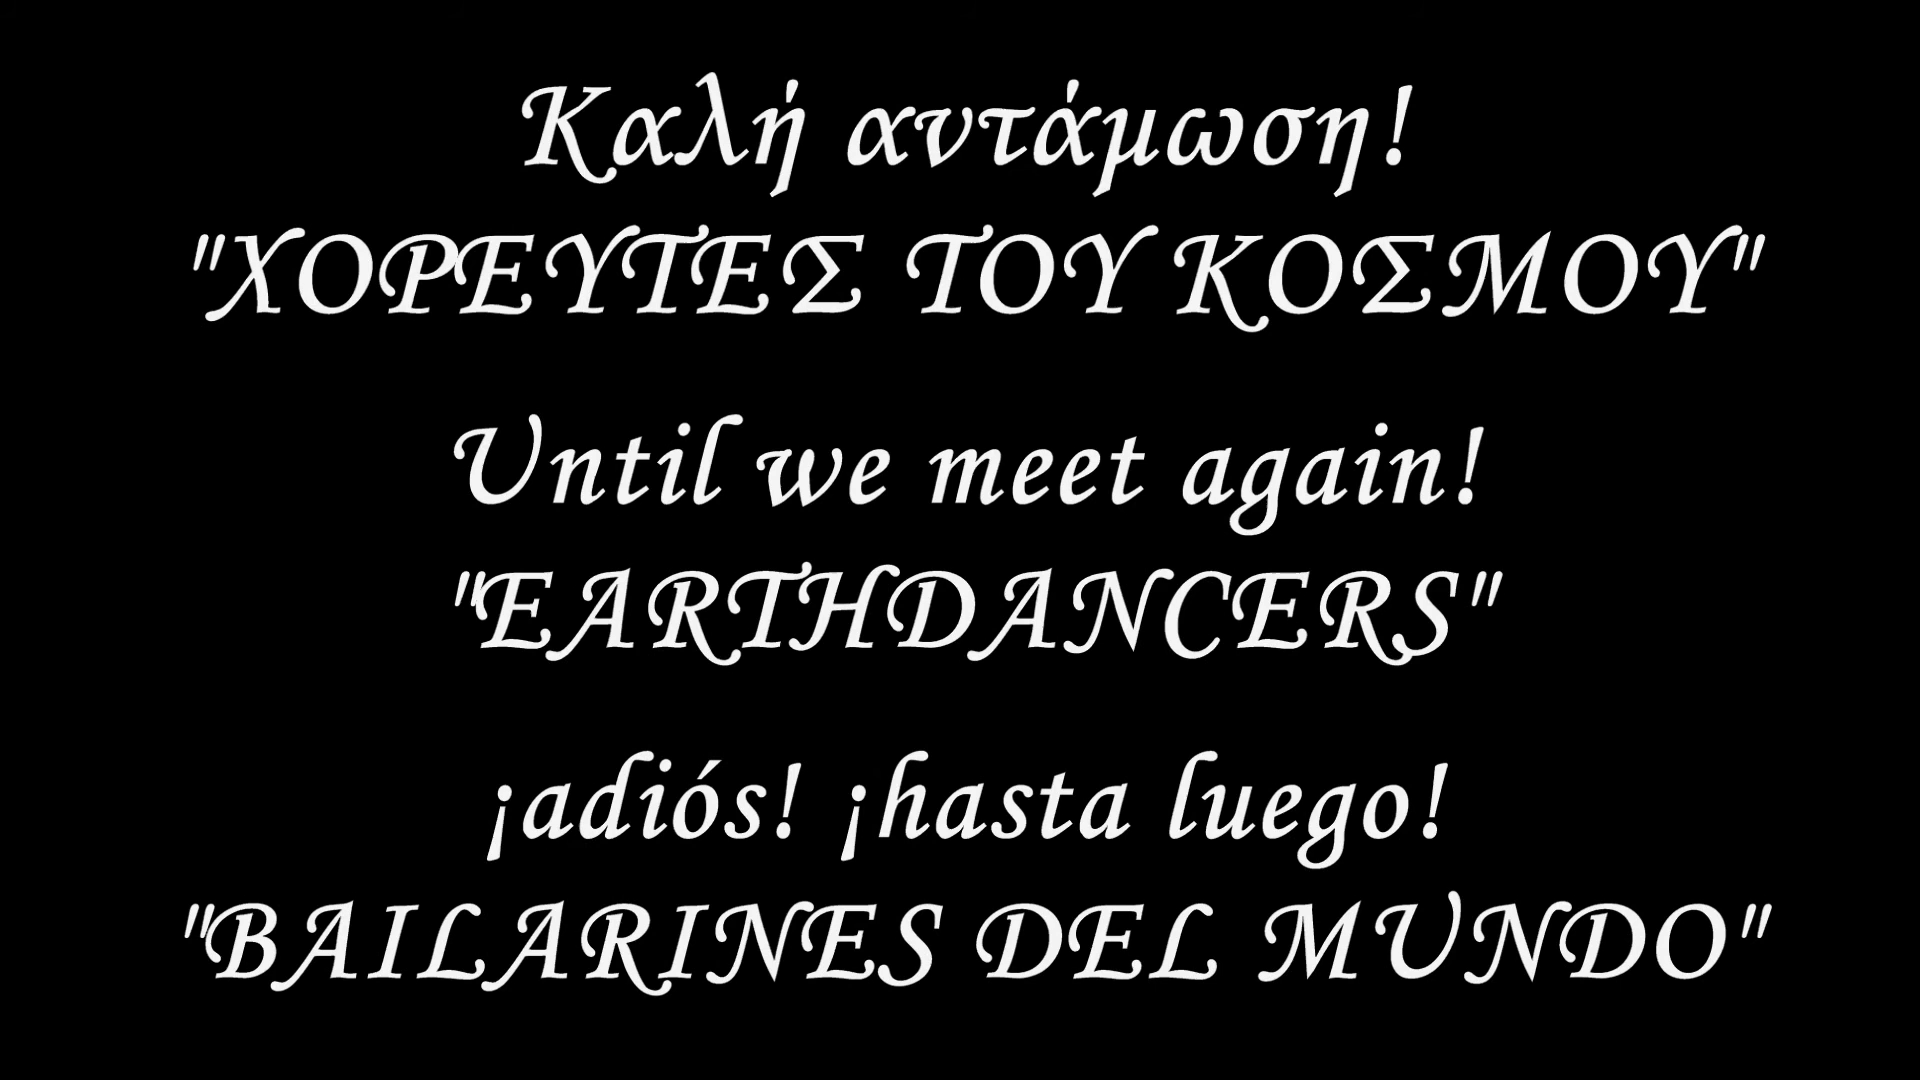 Καλή αντάμωση!
"ΧΟΡΕΥΤΕΣ ΤΟΥ ΚΟΣΜΟΥ"
Until we meet again!
"EARTHDANCERS"
¡adiós! ¡hasta luego!
"BAILARINES DEL MUNDO"